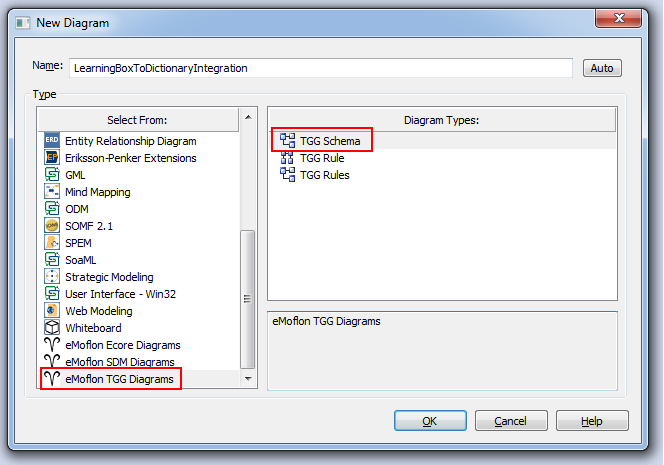 New Diagram
Name: LearningBoxToDictionaryIntegration Auto
Type
Select From:
Entity Relationship Diagram
Eriksson-Penker Extensions
GML
Mind Mapping
ODM
SOMF 2.1
SPEM
SoaML
Strategic Modeling
User Interface - Win32
Web Modeling
Whiteboard
eMoflon Ecore Diagrams
eMoflon SDM Diagrams
eMoflon TGG Diagrams
Diagram Types:
TGG Schema
TGG Rule
TGG Rules
eMoflon TGG Diagrams
OK Cancel Help